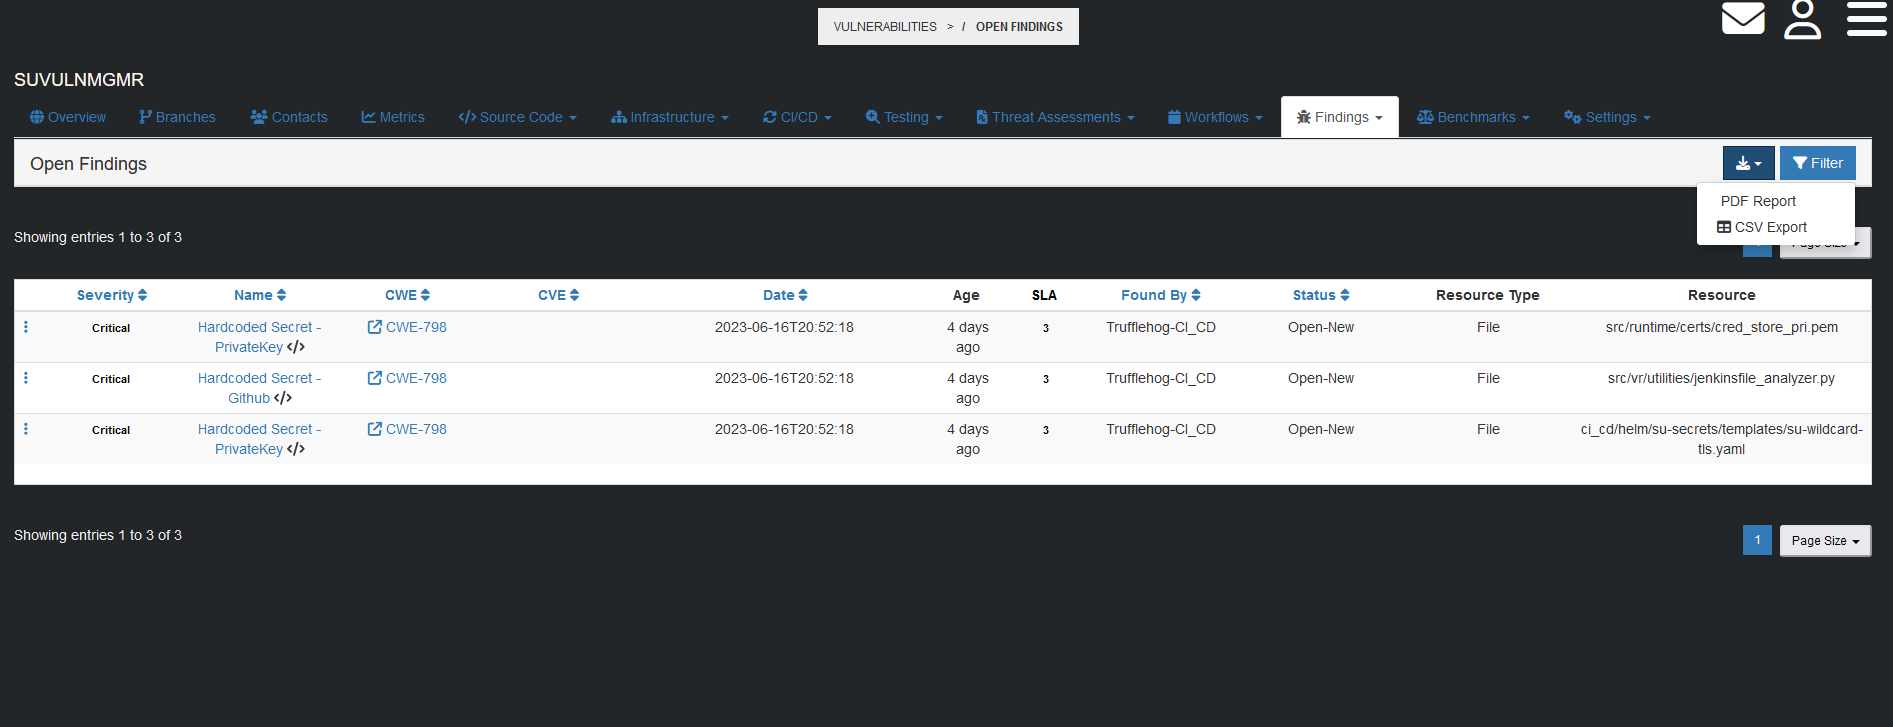 VULNERABILITIES > / OPEN FINDINGS
SUVULNMGMR
Overview Branches Contacts Metrics Source Code Infrastructure CI/CD Testing Threat Assessments Workflows Findings Benchmarks Settings
Open Findings Filter
PDF Report
CSV Export
Showing entries 1 to 3 of 3
Severity Name CWE CVE Date Age SLA Found By Status Resource Type Resource
Critical Hardcoded Secret - CWE-798 2023-06-16T20:52:18 4 days 3 Trufflehog-CI_CD Open-New File src/runtime/certs/cred_store_pri.pem
PrivateKey </> ago
Critical Hardcoded Secret - CWE-798 2023-06-16T20:52:18 4 days 3 Trufflehog-CI_CD Open-New File src/vr/utilities/jenkinsfile_analyzer.py
Github </> ago
Critical Hardcoded Secret - CWE-798 2023-06-16T20:52:18 4 days 3 Trufflehog-CI_CD Open-New File ci_cd/helm/su-secrets/templates/su-wildcard-
PrivateKey </> ago tls.yaml
Showing entries 1 to 3 of 3 1 Page Size